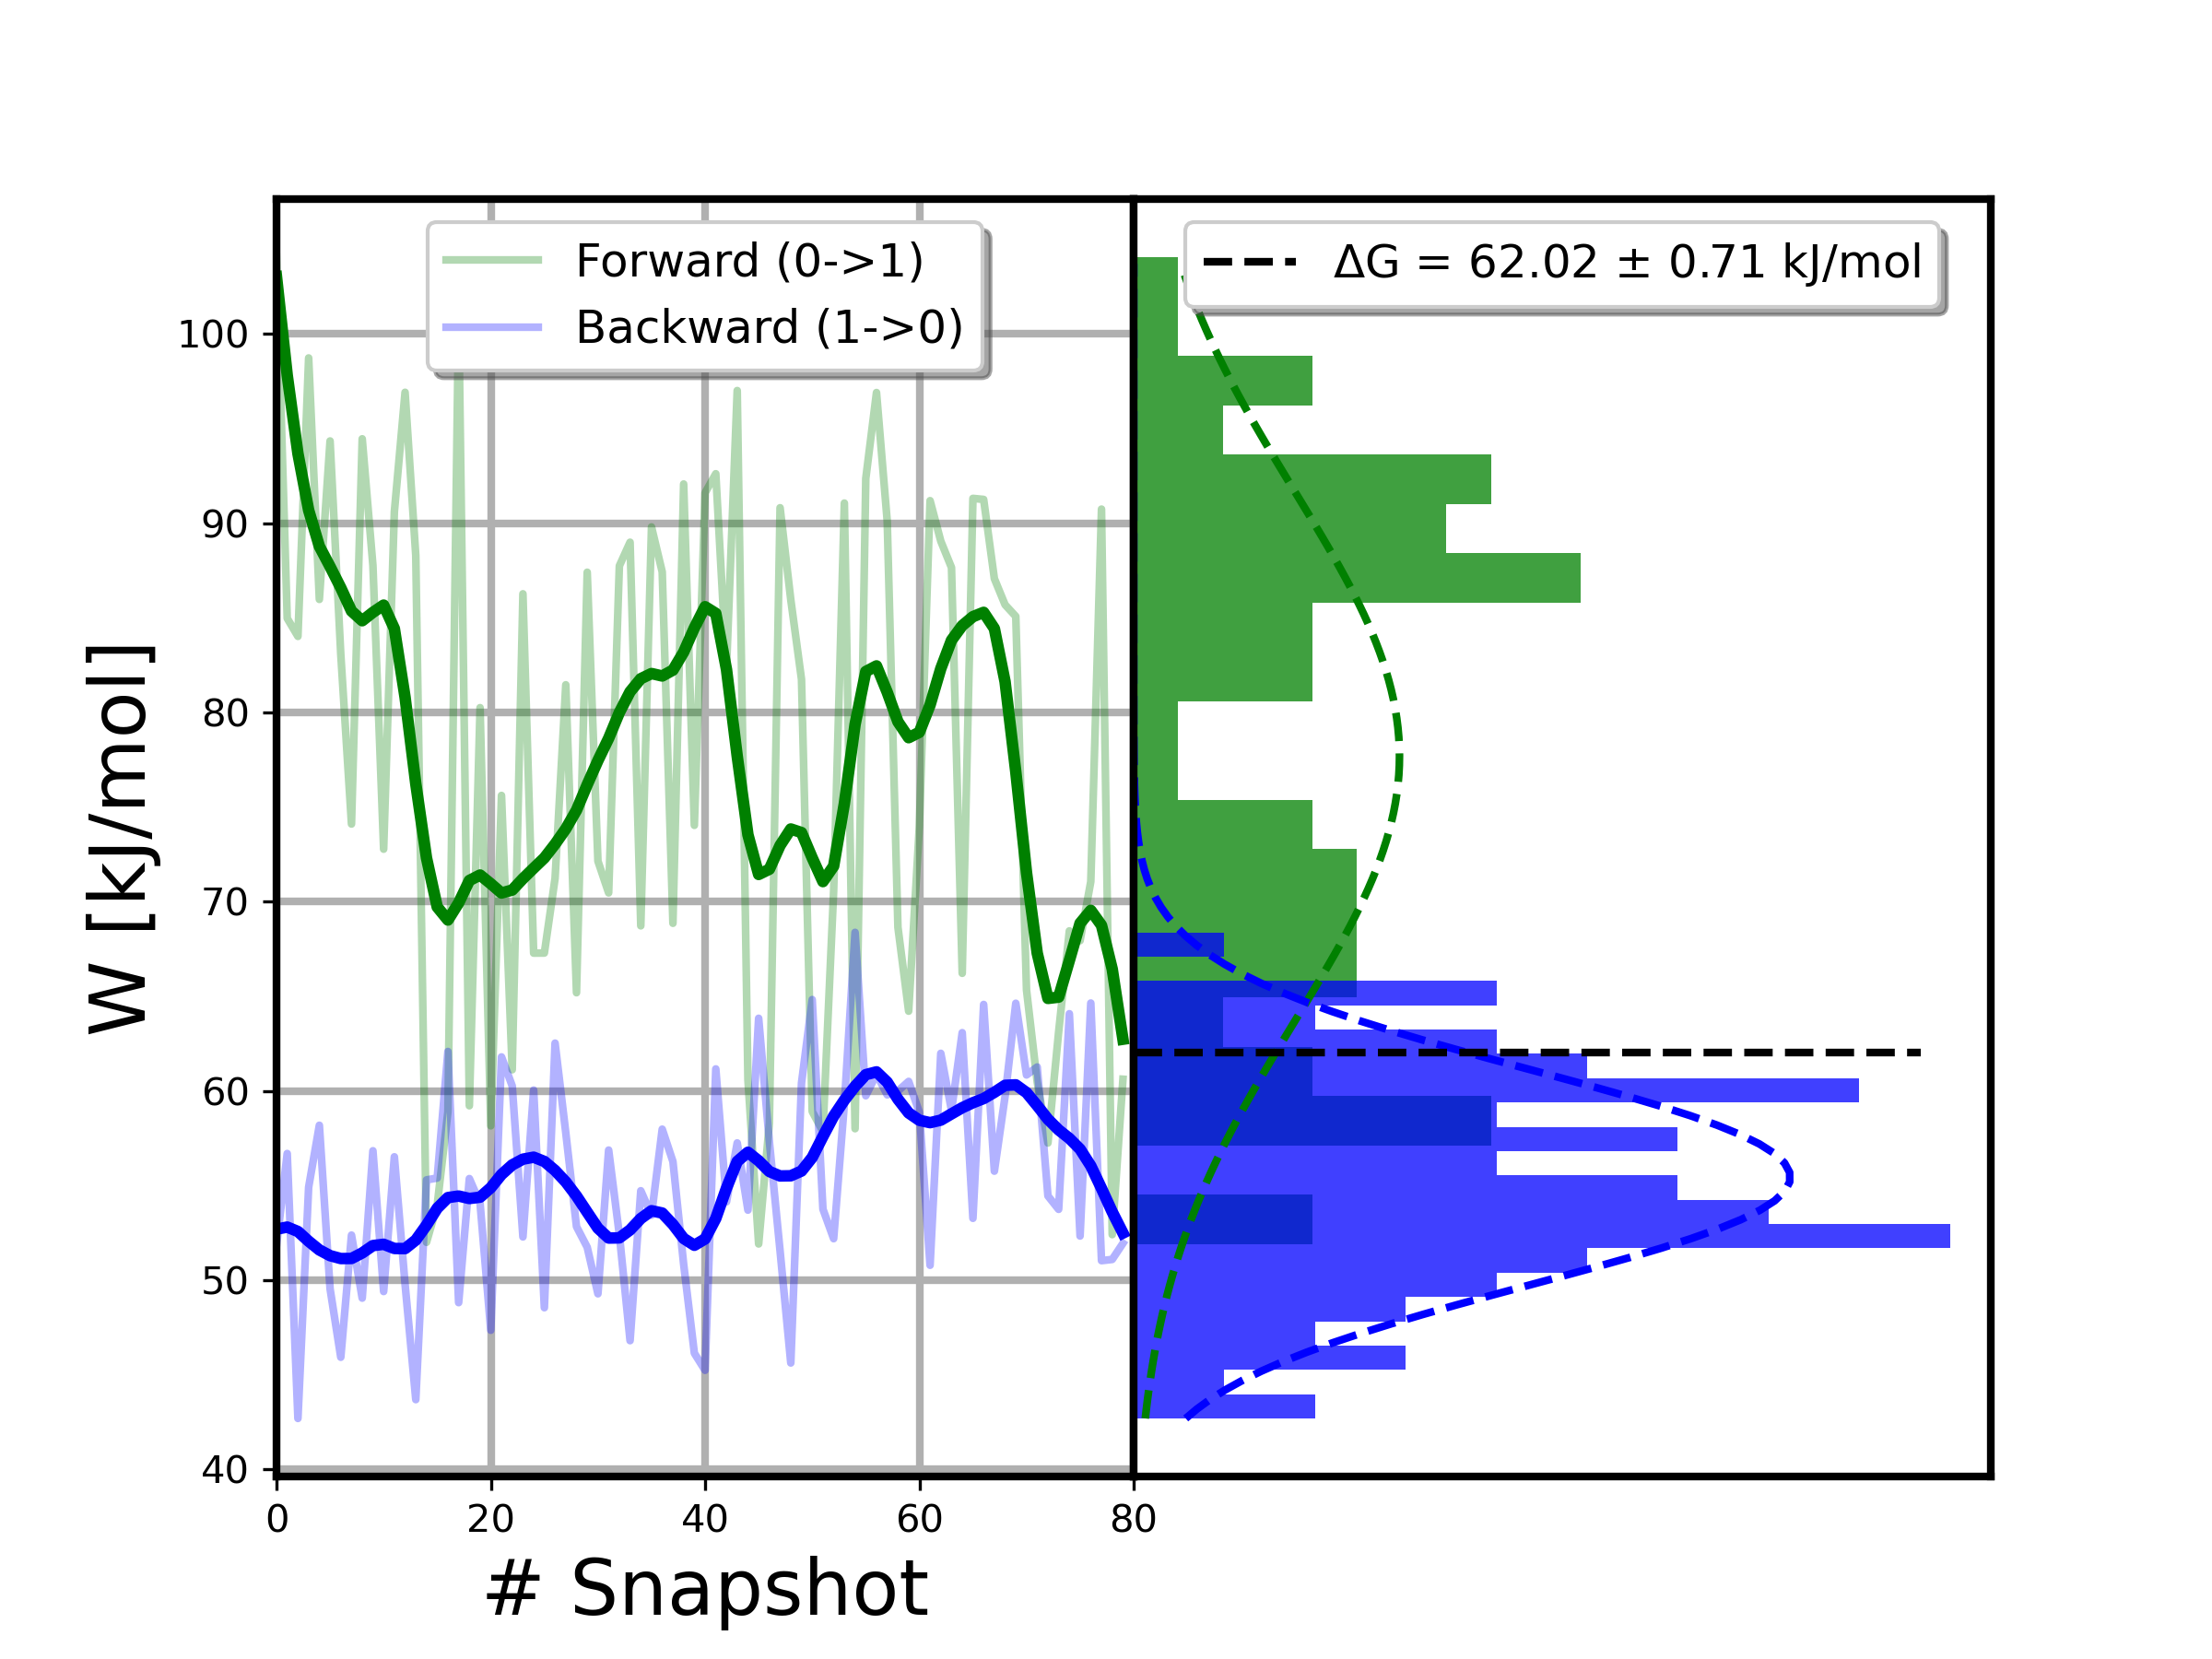 Forward (0->1)
Backward (1->0)
ΔG = 62.02 ± 0.71 kJ/mol
W [kJ/mol]
100
90
80
70
60
50
40
0 20 40 60 80
# Snapshot